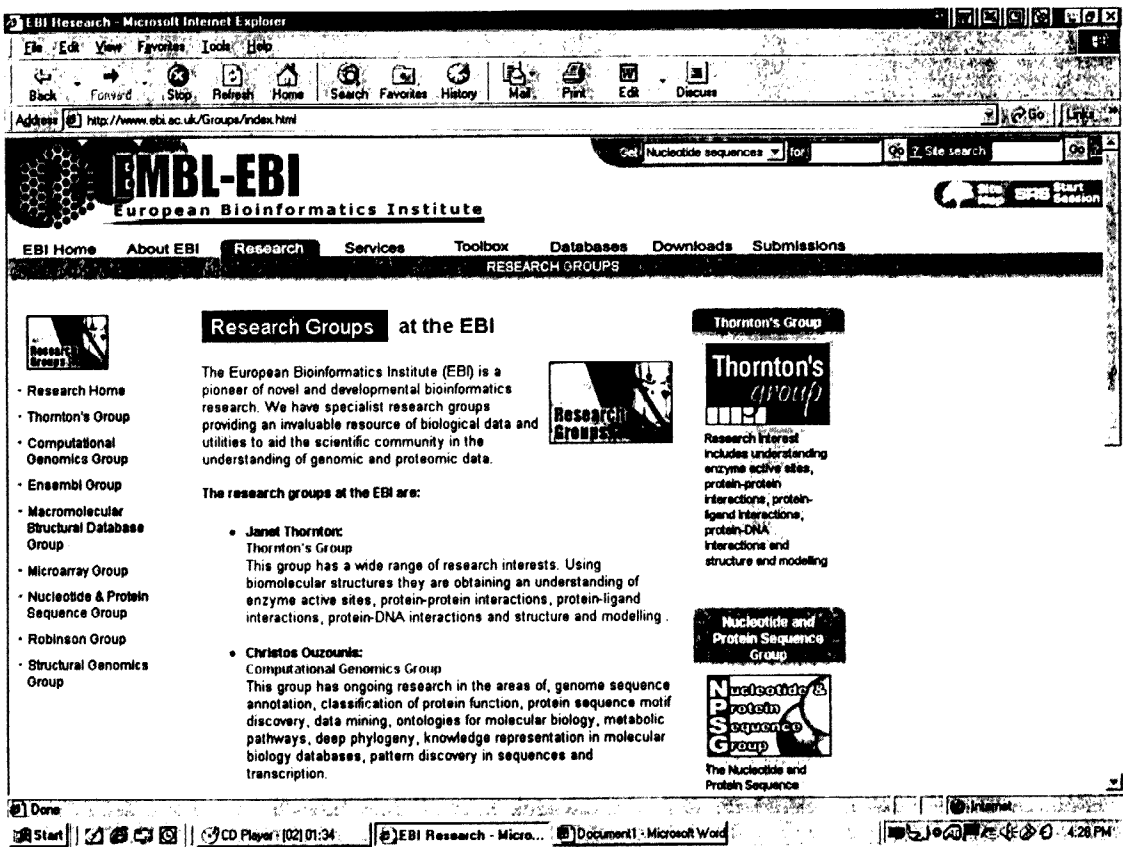 EBI Research - Microsoft Internet Explorer
File Edit View Favorites Tools Help
Back Forward Stop Refresh Home Search Favorites History Mail Print Edit Discuss
Address http://www.ebi.ac.uk/Groups/index.html Go Links »
EMBL-EBI
European Bioinformatics Institute
Get Nucleotide sequences for Go ? Site search Go ?
Site Map SRS Start Session
EBI Home About EBI Research Services Toolbox Databases Downloads Submissions
RESEARCH GROUPS
Research
Groups
· Research Home
· Thornton's Group
· Computational
Genomics Group
· Ensembl Group
· Macromolecular
Structural Database
Group
· Microarray Group
· Nucleotide & Protein
Sequence Group
· Robinson Group
· Structural Genomics
Group
Research Groups at the EBI
The European Bioinformatics Institute (EBI) is a
pioneer of novel and developmental bioinformatics
research. We have specialist research groups
providing an invaluable resource of biological data and
utilities to aid the scientific community in the
understanding of genomic and proteomic data.
Research
Groups
The research groups at the EBI are:
• Janet Thornton:
Thornton's Group
This group has a wide range of research interests. Using
biomolecular structures they are obtaining an understanding of
enzyme active sites, protein-protein interactions, protein-ligand
interactions, protein-DNA interactions and structure and modelling .
• Christos Ouzounis:
Computational Genomics Group
This group has ongoing research in the areas of, genome sequence
annotation, classification of protein function, protein sequence motif
discovery, data mining, ontologies for molecular biology, metabolic
pathways, deep phylogeny, knowledge representation in molecular
biology databases, pattern discovery in sequences and
transcription.
Thornton's Group
Thornton's
group
Research Interest
includes understanding
enzyme active sites,
protein-protein
interactions, protein-
ligand interactions,
protein-DNA
interactions and
structure and modelling
Nucleotide and
Protein Sequence
Group
Nucleotide &
Protein
Sequence
Group
The Nucleotide and
Protein Sequence
Done Internet
Start CD Player - [02] 01:34 EBI Research - Micro... Document1 - Microsoft Word 4:28 PM